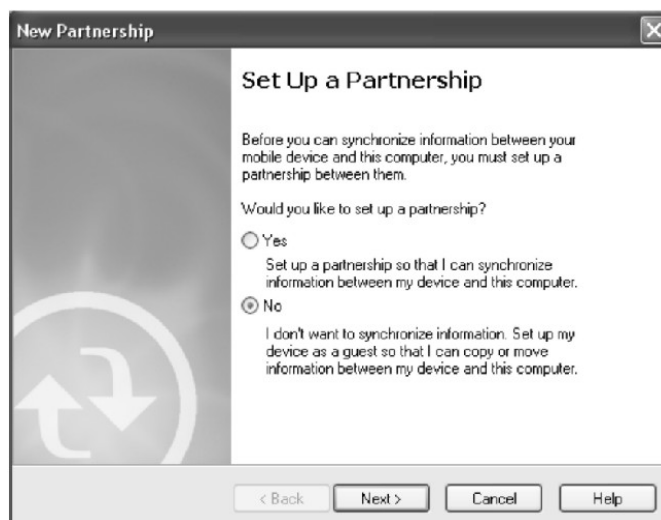 New Partnership
Set Up a Partnership
Before you can synchronize information between your
mobile device and this computer, you must set up a
partnership between them.
Would you like to set up a partnership?
Yes
Set up a partnership so that I can synchronize
information between my device and this computer.
No
I don't want to synchronize information. Set up my
device as a guest so that I can copy or move
information between my device and this computer.
< Back
Next >
Cancel
Help